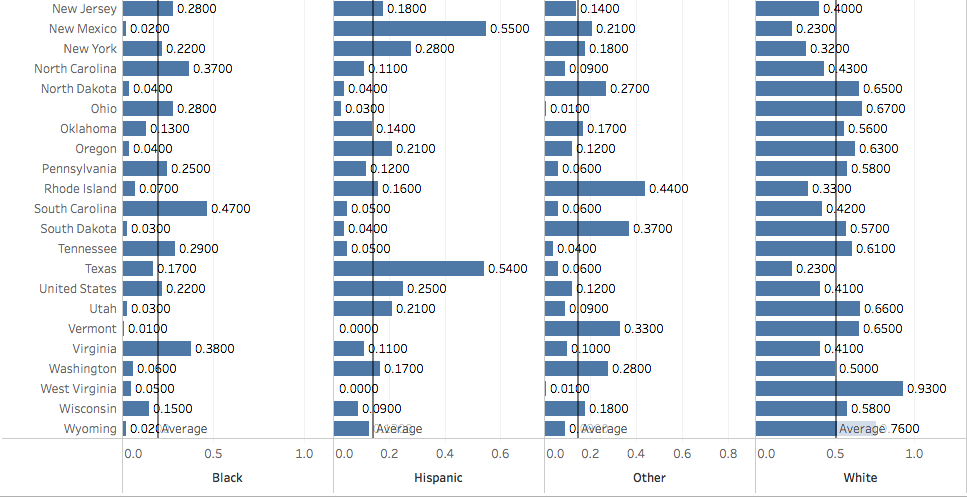 New Jersey 0.2800 0.1800 0.1400 0.4000
New Mexico 0.0200 0.5500 0.2100 0.2300
New York 0.2200 0.2800 0.1800 0.3200
North Carolina 0.3700 0.1100 0.0900 0.4300
North Dakota 0.0400 0.0400 0.2700 0.6500
Ohio 0.2800 0.0300 0.0100 0.6700
Oklahoma 0.1300 0.1400 0.1700 0.5600
Oregon 0.0400 0.2100 0.1200 0.6300
Pennsylvania 0.2500 0.1200 0.0600 0.5800
Rhode Island 0.0700 0.1600 0.4400 0.3300
South Carolina 0.4700 0.0500 0.0600 0.4200
South Dakota 0.0300 0.0400 0.3700 0.5700
Tennessee 0.2900 0.0500 0.0400 0.6100
Texas 0.1700 0.5400 0.0600 0.2300
United States 0.2200 0.2500 0.1200 0.4100
Utah 0.0300 0.2100 0.0900 0.6600
Vermont 0.0100 0.0000 0.3300 0.6500
Virginia 0.3800 0.1100 0.1000 0.4100
Washington 0.0600 0.1700 0.2800 0.5000
West Virginia 0.0500 0.0000 0.0100 0.9300
Wisconsin 0.1500 0.0900 0.1800 0.5800
Wyoming Average Average Average Average 0.7600
0.0 0.5 1.0 0.0 0.2 0.4 0.6 0.0 0.2 0.4 0.6 0.8 0.0 0.5 1.0
Black Hispanic Other White